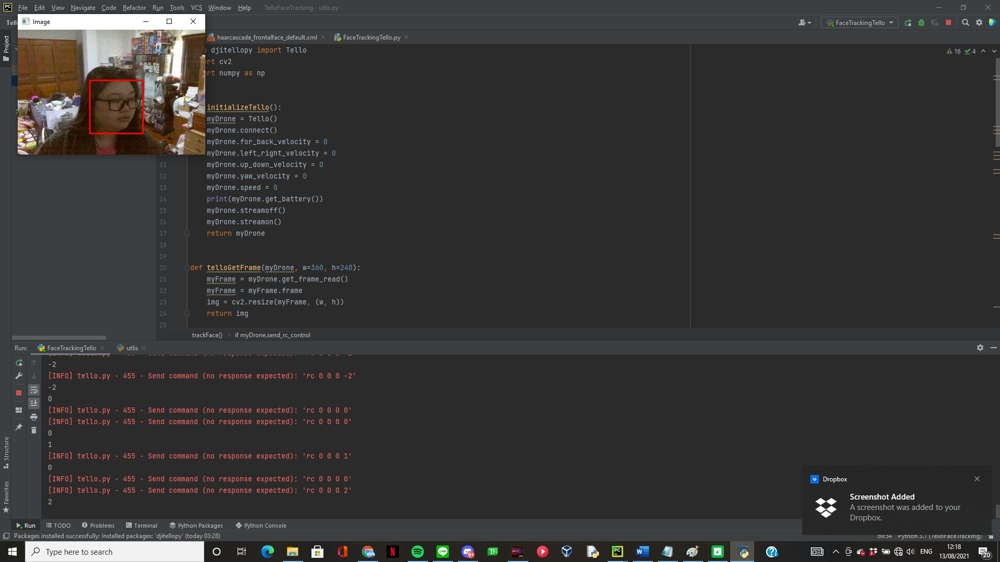 File Edit View Navigate Code Refactor Run Tools VCS Window Help TelloFaceTracking - utlis.py
Tell
Image
FaceTrackingTello
haarcascade_frontalface_default.xml FaceTrackingTello.py
Project
16 4
djitellopy import Tello
rt cv2
rt numpy as np
initializeTello():
myDrone = Tello()
myDrone.connect()
myDrone.for_back_velocity = 0
myDrone.left_right_velocity = 0
11 myDrone.up_down_velocity = 0
12 myDrone.yaw_velocity = 0
13 myDrone.speed = 0
14 print(myDrone.get_battery())
15 myDrone.streamoff()
16 myDrone.streamon()
17 return myDrone
18
19
20 def telloGetFrame(myDrone, w=360, h=240):
21 myFrame = myDrone.get_frame_read()
22 myFrame = myFrame.frame
23 img = cv2.resize(myFrame, (w, h))
24 return img
25
trackFace() › if myDrone.send_rc_control
Run: FaceTrackingTello utlis
-2
[INFO] tello.py - 455 - Send command (no response expected): 'rc 0 0 0 -2'
-2
0
[INFO] tello.py - 455 - Send command (no response expected): 'rc 0 0 0 0'
[INFO] tello.py - 455 - Send command (no response expected): 'rc 0 0 0 0'
0
1
[INFO] tello.py - 455 - Send command (no response expected): 'rc 0 0 0 1'
0
[INFO] tello.py - 455 - Send command (no response expected): 'rc 0 0 0 0'
[INFO] tello.py - 455 - Send command (no response expected): 'rc 0 0 0 2'
2
Structure
Favorites
Dropbox
Screenshot Added
A screenshot was added to your
Dropbox.
Run TODO Problems Terminal Python Packages Python Console
Packages installed successfully: Installed packages: 'djitellopy' (today 03:28)
69:54 Python 3.7 (TelloFaceTracking)
Type here to search
ENG
12:18
13/08/2021
20